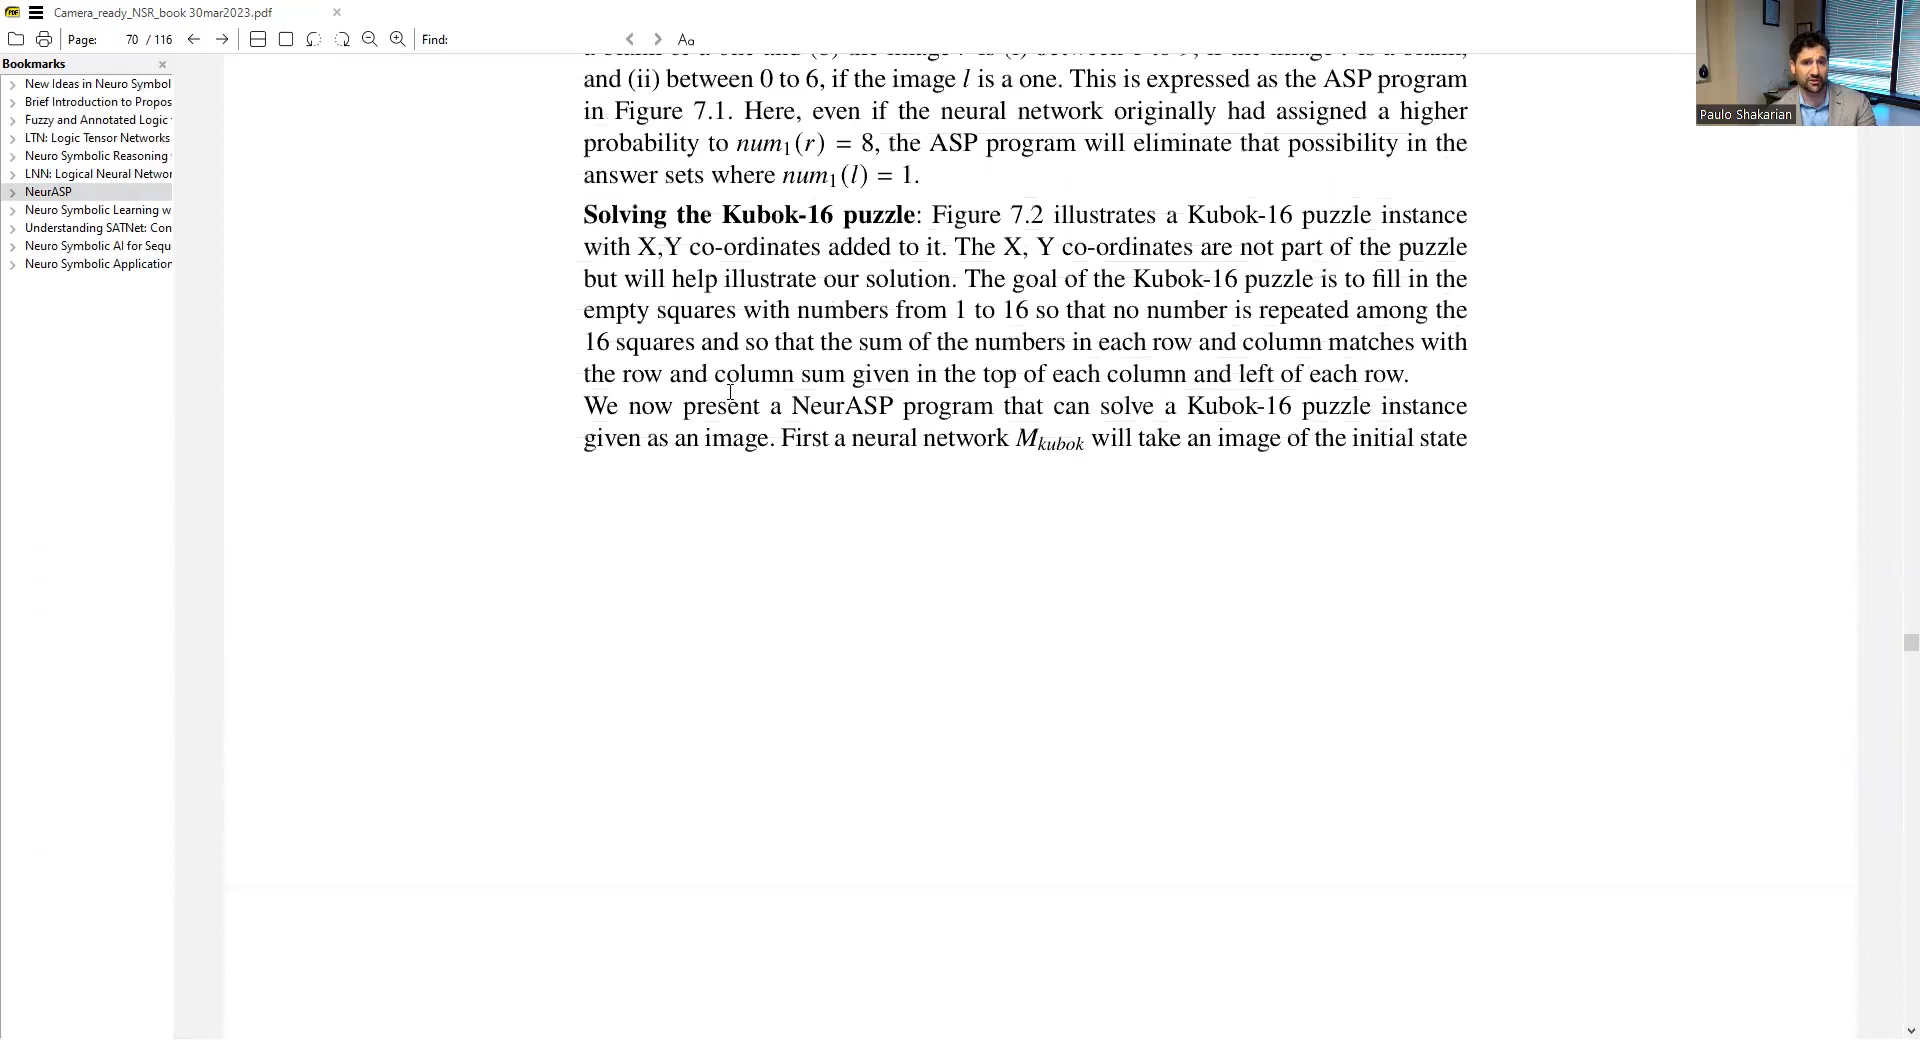 Camera_ready_NSR_book 30mar2023.pdf
Page: 70 / 116
Find:
Aa
Bookmarks
New Ideas in Neuro Symbol
Brief Introduction to Propos
Fuzzy and Annotated Logic
LTN: Logic Tensor Networks
Neuro Symbolic Reasoning
LNN: Logical Neural Networ
NeurASP
Neuro Symbolic Learning w
Understanding SATNet: Con
Neuro Symbolic AI for Sequ
Neuro Symbolic Application
and (ii) between 0 to 6, if the image l is a one. This is expressed as the ASP program
in Figure 7.1. Here, even if the neural network originally had assigned a higher
probability to num₁(r) = 8, the ASP program will eliminate that possibility in the
answer sets where num₁(l) = 1.
Solving the Kubok-16 puzzle: Figure 7.2 illustrates a Kubok-16 puzzle instance
with X,Y co-ordinates added to it. The X, Y co-ordinates are not part of the puzzle
but will help illustrate our solution. The goal of the Kubok-16 puzzle is to fill in the
empty squares with numbers from 1 to 16 so that no number is repeated among the
16 squares and so that the sum of the numbers in each row and column matches with
the row and column sum given in the top of each column and left of each row.
We now present a NeurASP program that can solve a Kubok-16 puzzle instance
given as an image. First a neural network Mkubok will take an image of the initial state
Paulo Shakarian